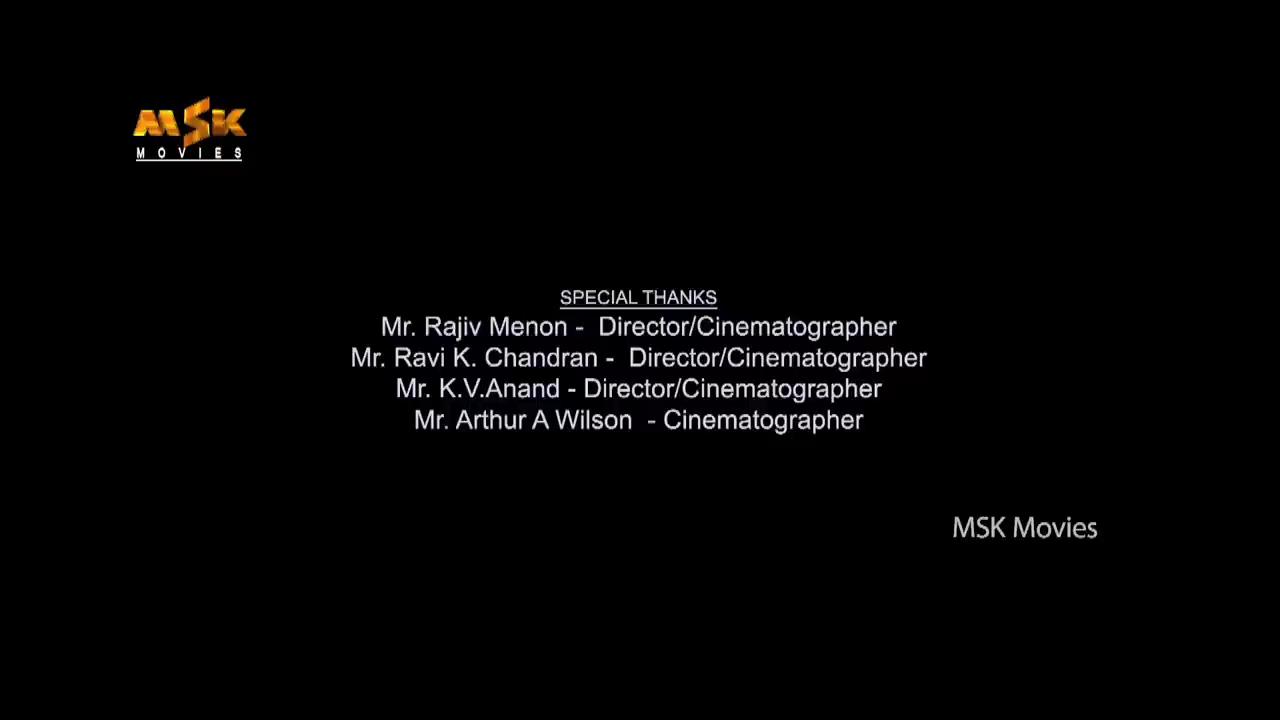 MSK
MOVIES
SPECIAL THANKS
Mr. Rajiv Menon - Director/Cinematographer
Mr. Ravi K. Chandran - Director/Cinematographer
Mr. K.V.Anand - Director/Cinematographer
Mr. Arthur A Wilson - Cinematographer
MSK Movies